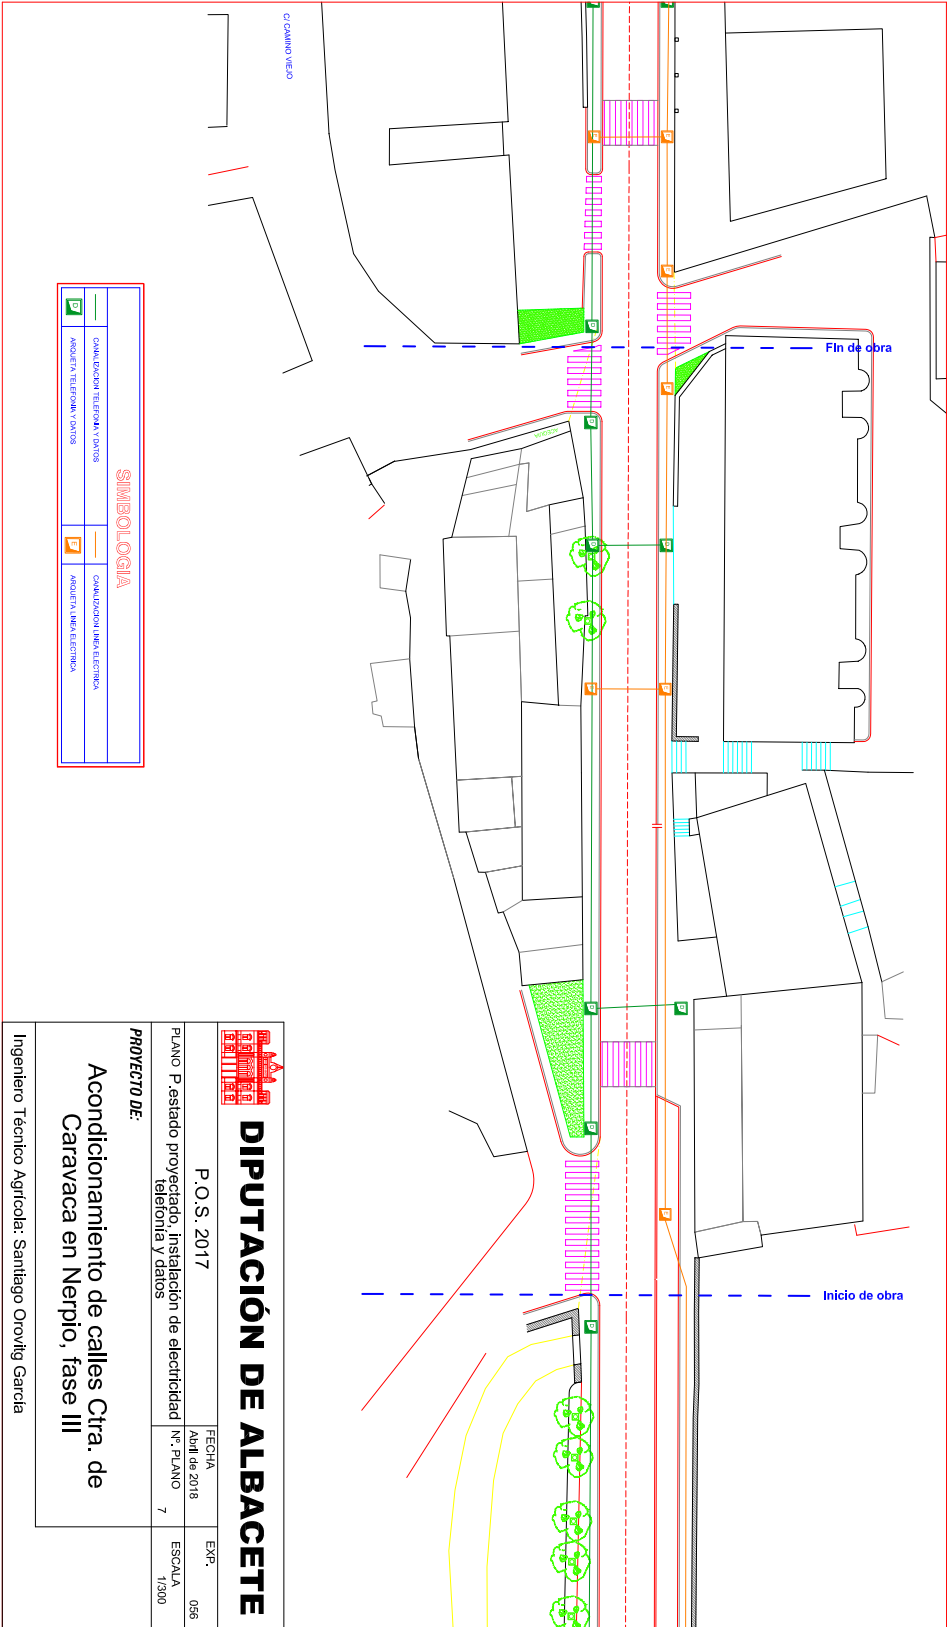 C/ CAMINO VIEJO
Fin de obra
Inicio de obra
SIMBOLOGIA
CANALIZACION TELEFONIA Y DATOS
CANALIZACION LINEA ELECTRICA
D
ARQUETA TELEFONIA Y DATOS
E
ARQUETA LINEA ELECTRICA
DIPUTACIÓN DE ALBACETE
P.O.S. 2017
FECHA
Abril de 2018
EXP.
056
PLANO P.estado proyectado, instalación de electricidad
telefonía y datos
Nº. PLANO
7
ESCALA
1/300
PROYECTO DE:
Acondicionamiento de calles Ctra. de
Caravaca en Nerpio, fase III
Ingeniero Técnico Agrícola: Santiago Orovitg García